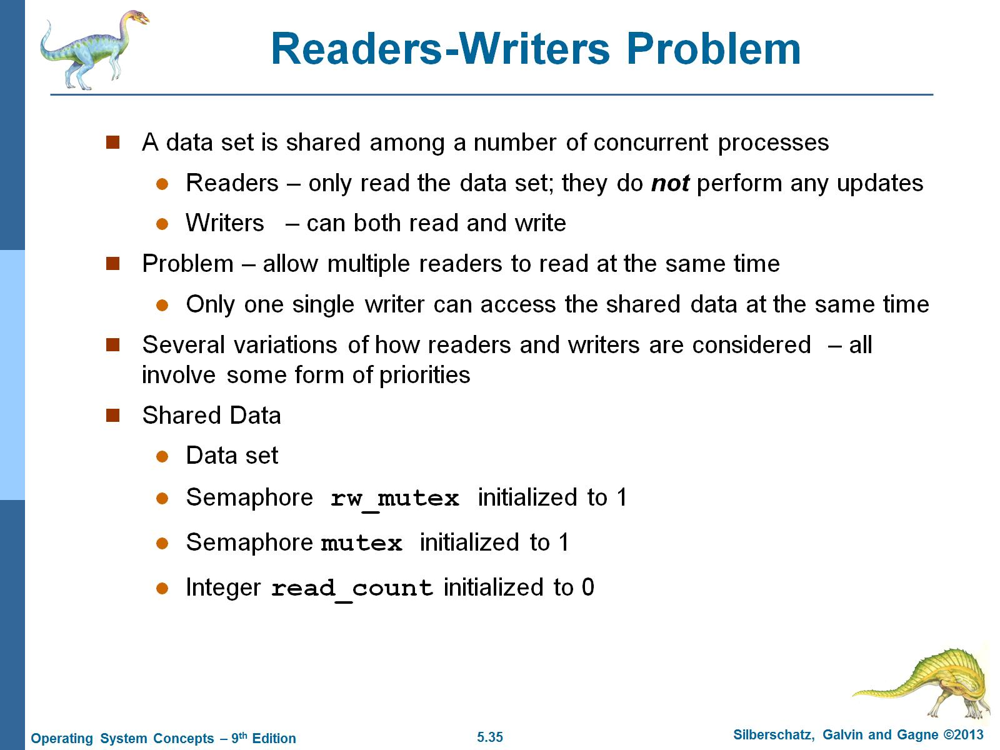 Readers-Writers Problem
A data set is shared among a number of concurrent processes
Readers – only read the data set; they do not perform any updates
Writers – can both read and write
Problem – allow multiple readers to read at the same time
Only one single writer can access the shared data at the same time
Several variations of how readers and writers are considered – all
involve some form of priorities
Shared Data
Data set
Semaphore rw_mutex initialized to 1
Semaphore mutex initialized to 1
Integer read_count initialized to 0
Operating System Concepts – 9th Edition
5.35
Silberschatz, Galvin and Gagne ©2013